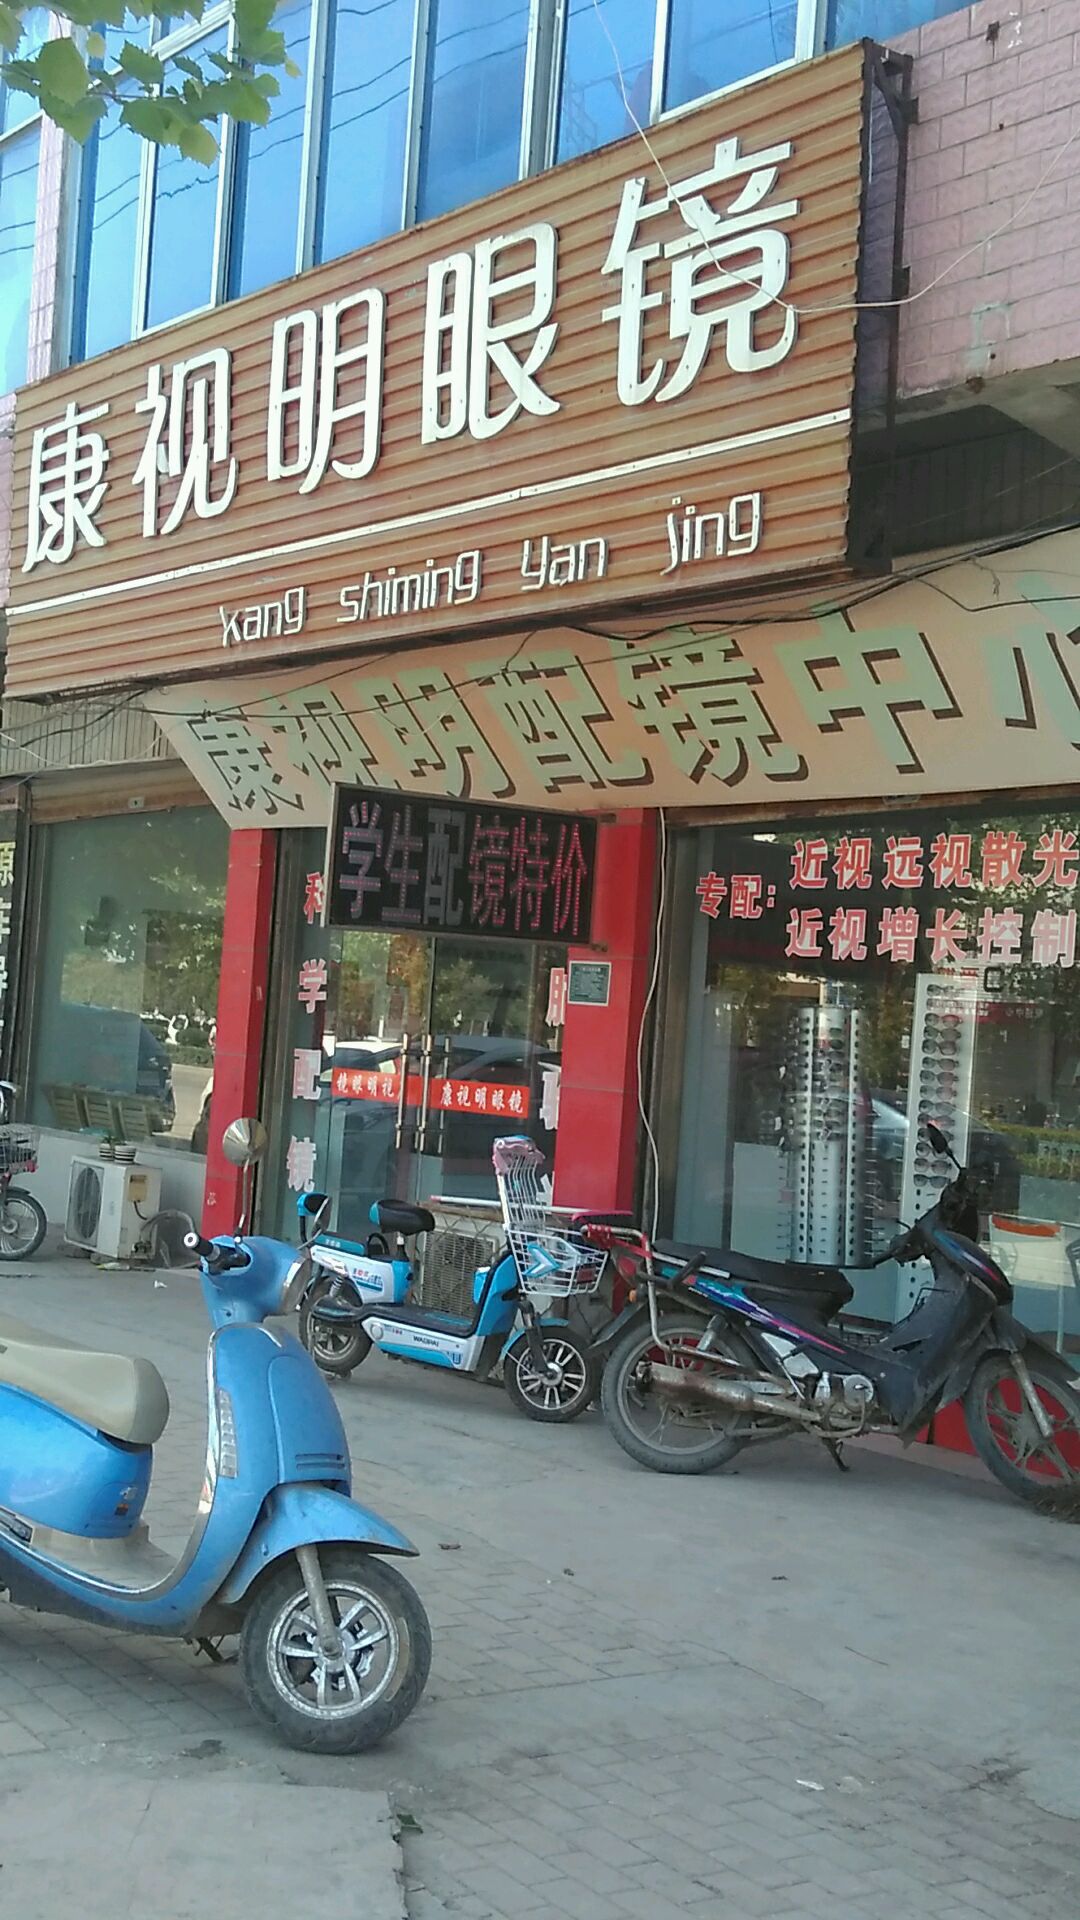 康视明眼镜
kang shiming yan jing
康视明配镜中心
学生配镜特价
专配:
近视远视散光
近视增长控制
科学配镜
镜眼明视
康视明眼镜